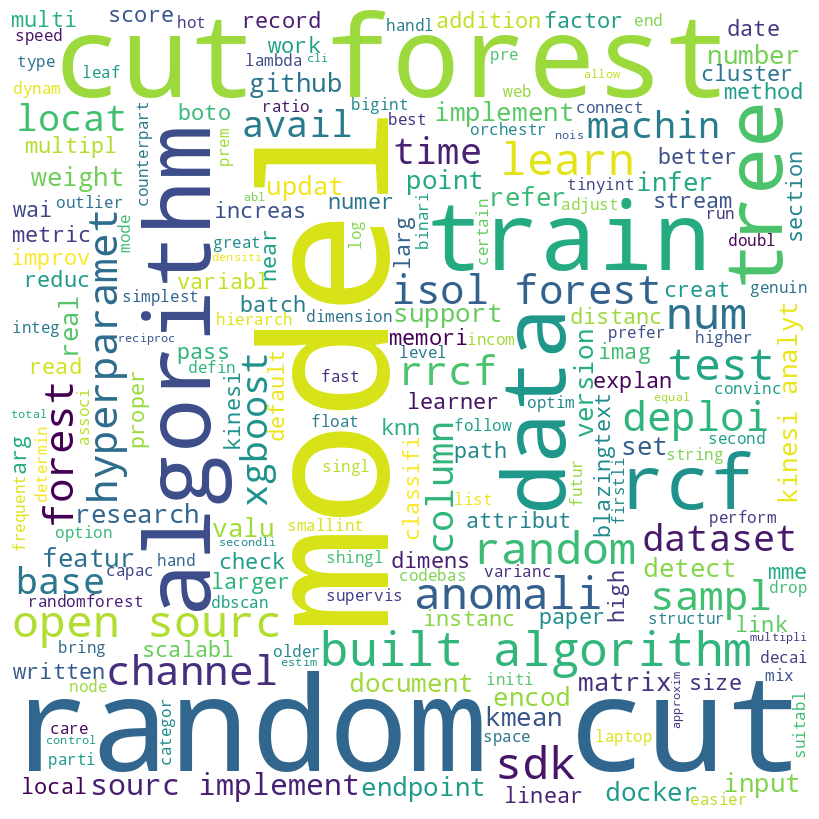 multi
score
hot
record
addition
factor
end
date
speed
work
handl
pre
number
type
leaf
lambda
cli
web
allow
cluster
dynam
github
cut forest
method
locat
boto
ratio
bigint
best
implement
connect
avail
orchestr
nois
machin
tree
multipl
counterpart
prem
time
learn
better
section
weight
algorithm
model
point
refer
tinyint
infer
outlier
abl
updat
numer
log
binari
certain
adjust
stream
run
wai
mode
increas
train
doubl
metric
great
near
larg
improv
densiti
variabl
isol forest
creat
genuin
reduc
real
hyperparamet
simplest
hierarch
batch
dimension
support
distanc
prefer
num
integ
reciproc
pass
memori
incom
version
imag
higher
kinesi analyt
read
defin
fast
level
rrcf
data
explan
convinc
test
total
associ
proper
kinesi
xgboost
default
learner
optim
equal
forest
float
follow
string
second
deploi
arg
determin
knn
path
column
blazingtext
firstli
set
rcf
frequent
research
singl
classifi
list
futur
option
valu
smallint
attribut
perform
secondli
random
dataset
featur
capac
hand
check
shingl
dimens
varianc
detect
mme
base
larger
codebas
anomali
high
drop
randomforest
dbscan
supervis
instanc
paper
structur
sampl
open sourc
link
bring
scalabl
built algorithm
multipli
written
channel
estim
decai
node
document
initi
encod
matrix
size
mix
random cut
kmean
approxim
suitabl
care
categor
space
laptop
control
parti
sdk
local
sourc implement
endpoint
linear
docker
input
easier